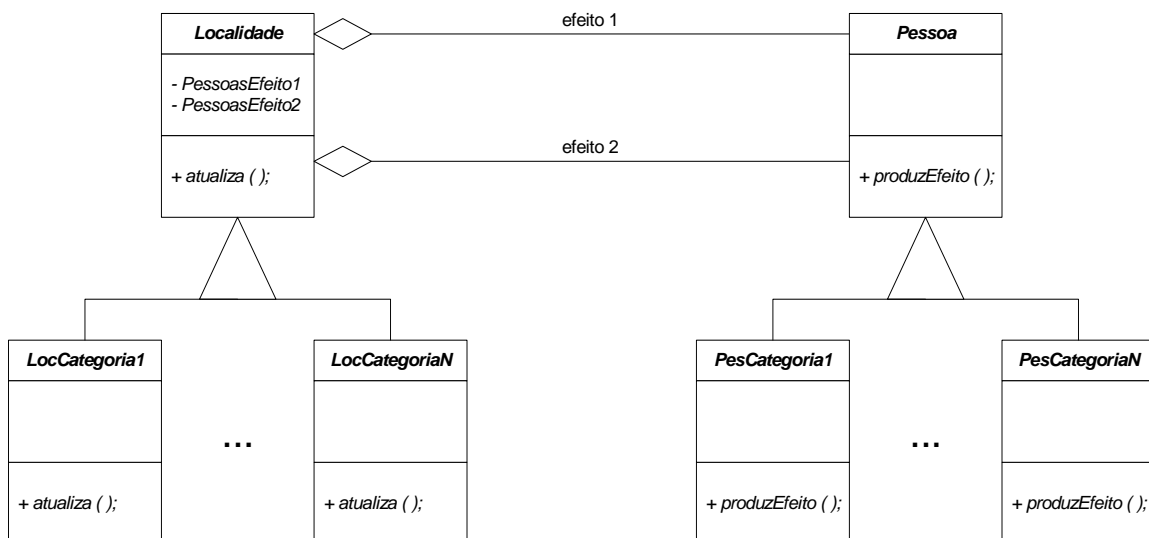 Localidade
efeito 1
Pessoa
- PessoasEfeito1
- PessoasEfeito2
efeito 2
+ atualiza ( );
+ produzEfeito ( );
LocCategoria1
LocCategoriaN
PesCategoria1
PesCategoriaN
...
...
+ atualiza ( );
+ atualiza ( );
+ produzEfeito ( );
+ produzEfeito ( );